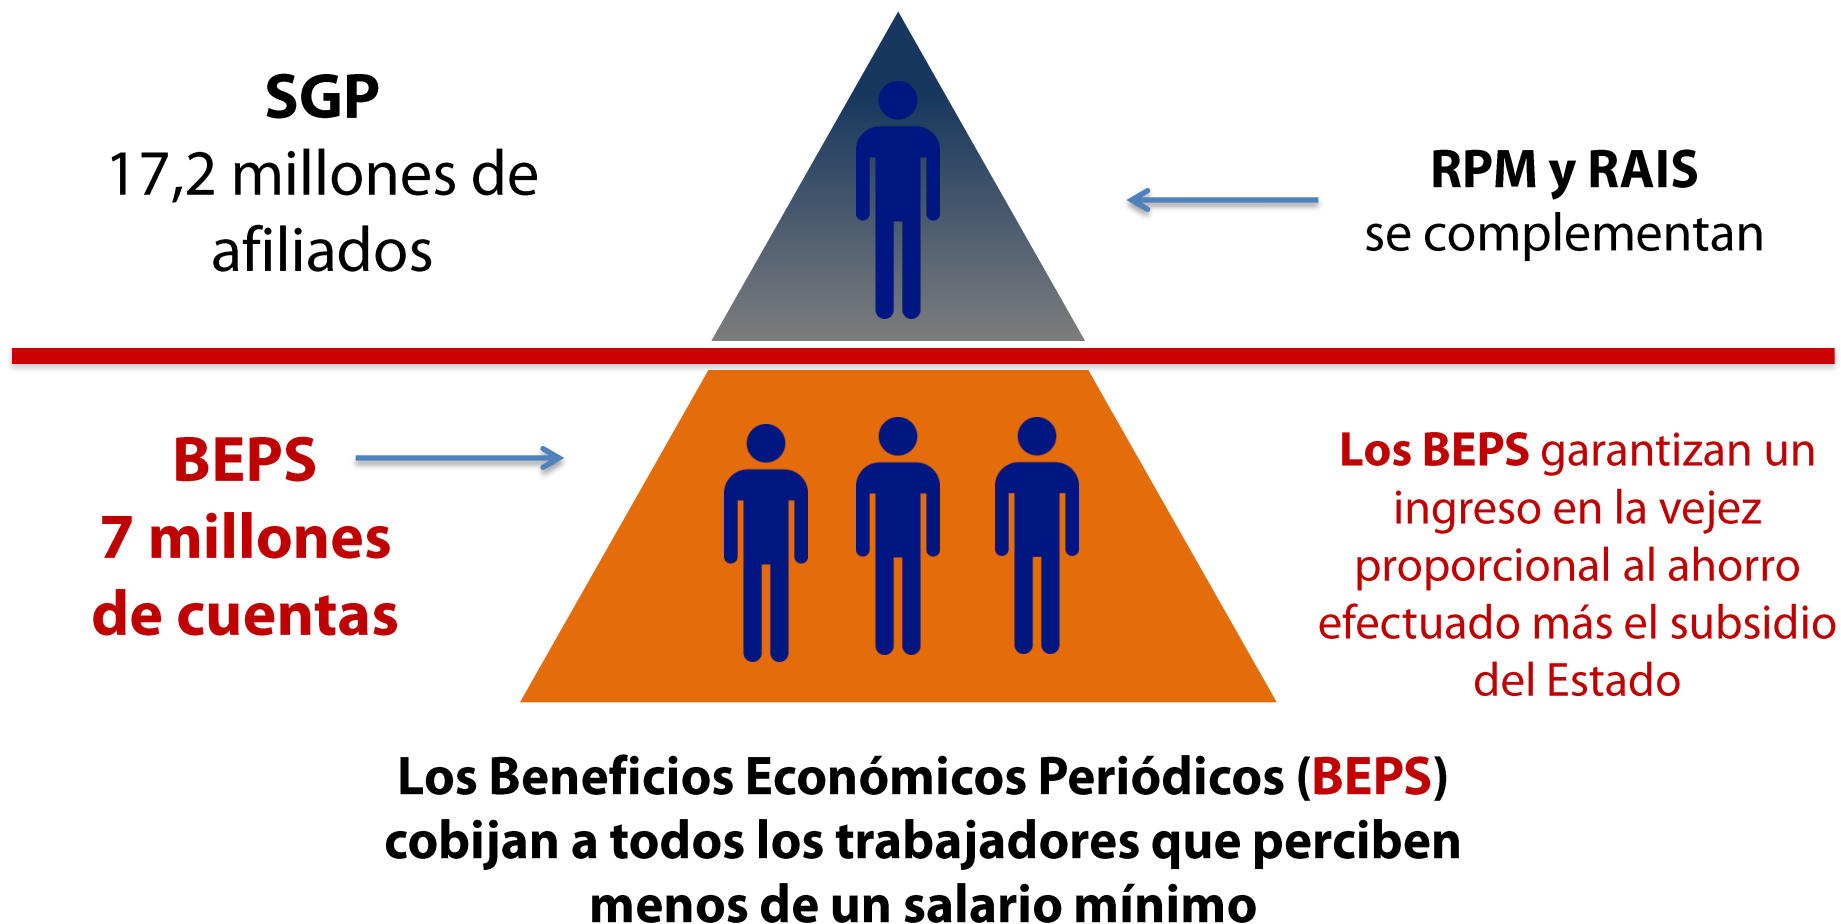 SGP
17,2 millones de
afiliados
RPM y RAIS
se complementan
BEPS
7 millones
de cuentas
Los BEPS garantizan un
ingreso en la vejez
proporcional al ahorro
efectuado más el subsidio
del Estado
Los Beneficios Económicos Periódicos (BEPS)
cobijan a todos los trabajadores que perciben
menos de un salario mínimo